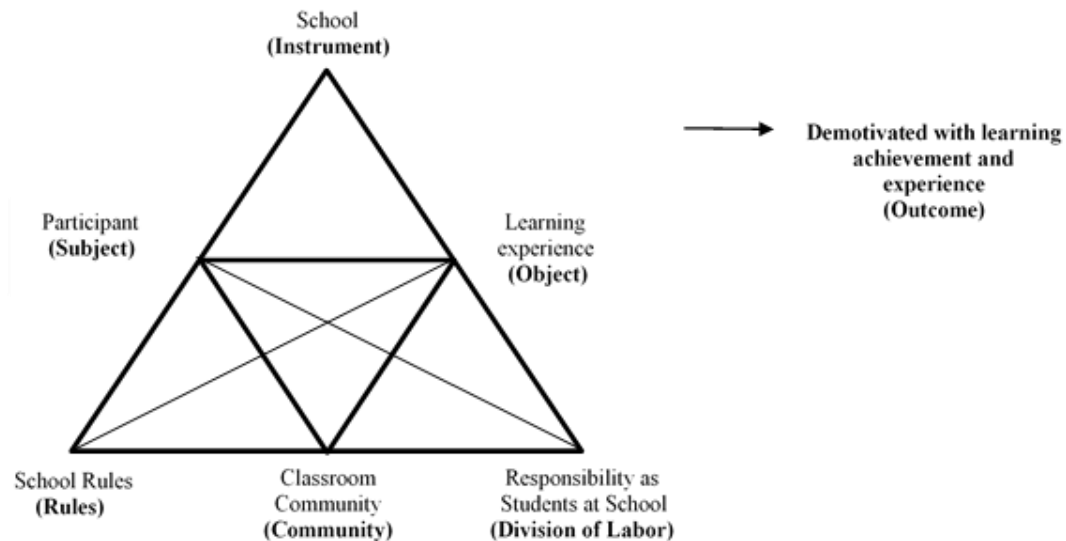 School
(Instrument)
Demotivated with learning
achievement and
experience
(Outcome)
Participant
(Subject)
Learning
experience
(Object)
School Rules
(Rules)
Classroom
Community
(Community)
Responsibility as
Students at School
(Division of Labor)